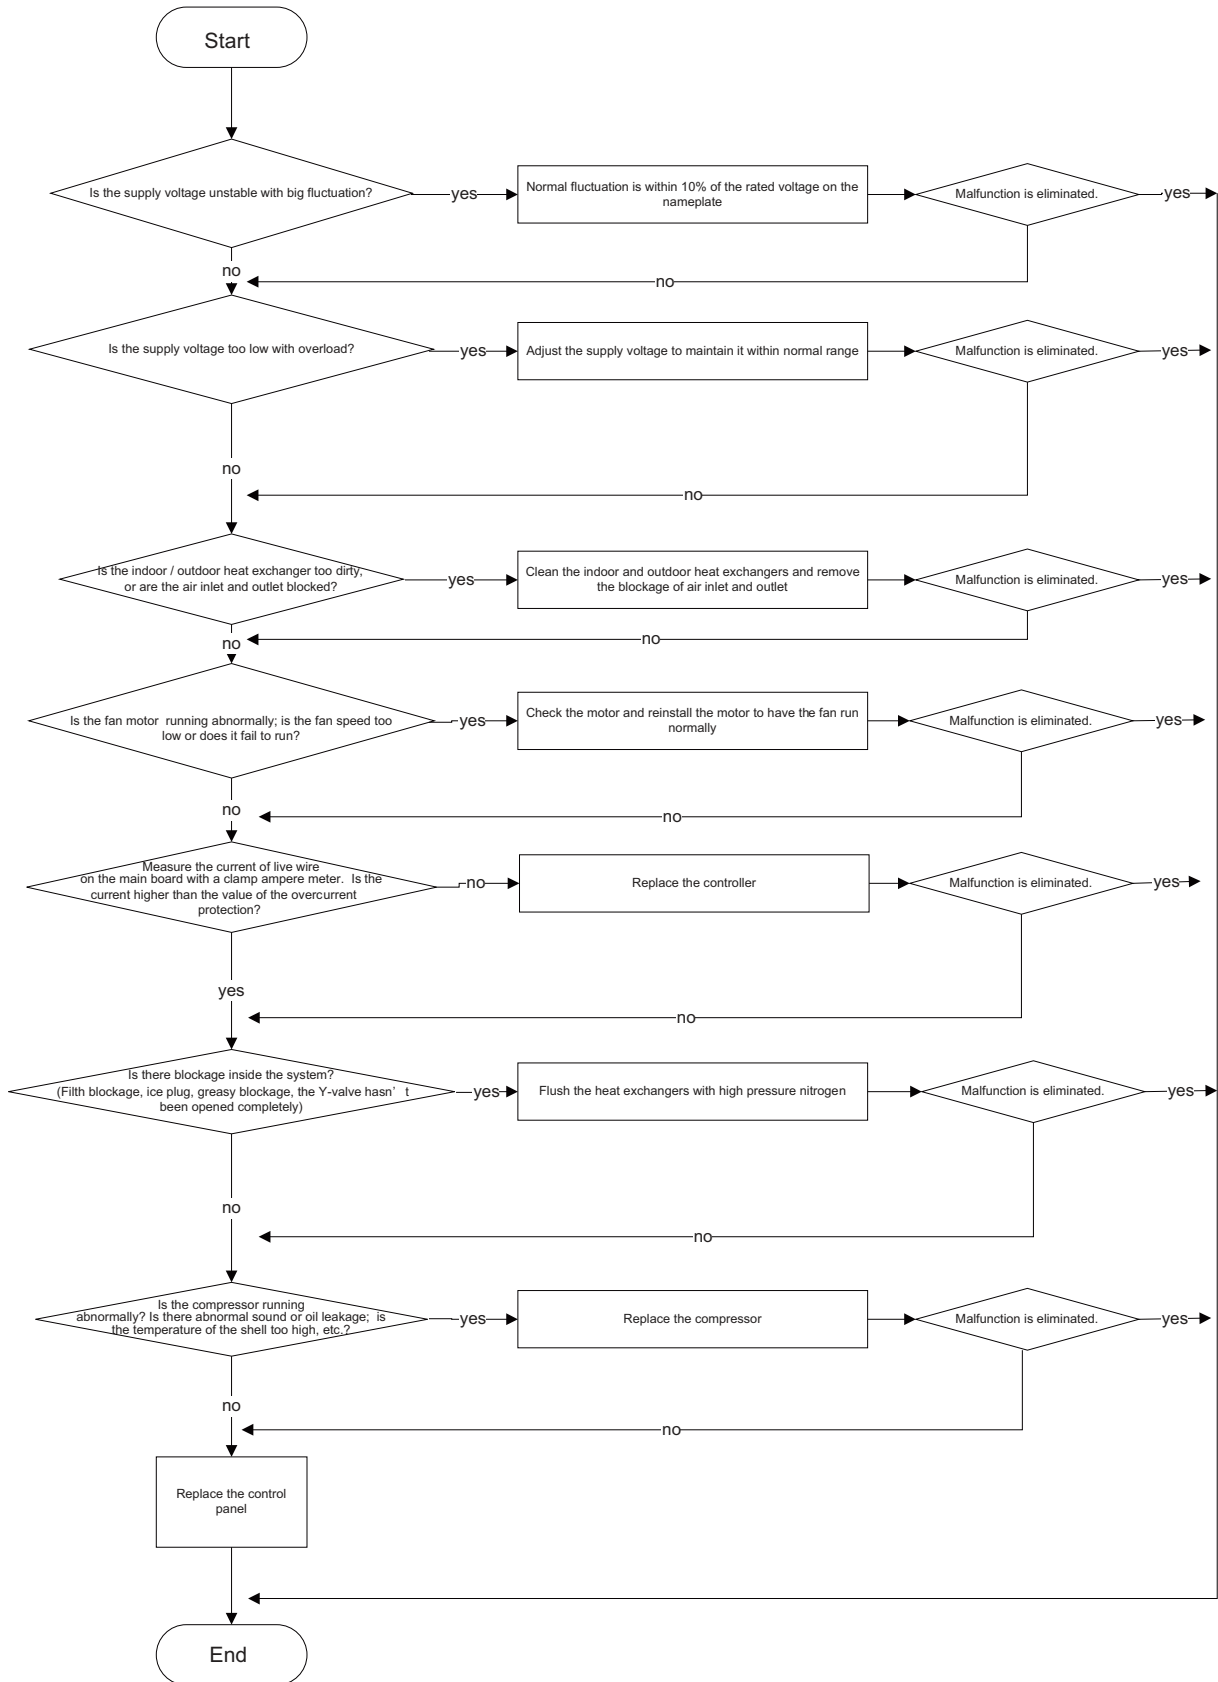 Start
Is the supply voltage unstable with big fluctuation?
yes
Normal fluctuation is within 10% of the rated voltage on the
nameplate
Malfunction is eliminated.
yes
no
no
Is the supply voltage too low with overload?
yes
Adjust the supply voltage to maintain it within normal range
Malfunction is eliminated.
yes
no
no
Is the indoor / outdoor heat exchanger too dirty,
or are the air inlet and outlet blocked?
yes
Clean the indoor and outdoor heat exchangers and remove
the blockage of air inlet and outlet
Malfunction is eliminated.
yes
no
no
Is the fan motor running abnormally; is the fan speed too
low or does it fail to run?
yes
Check the motor and reinstall the motor to have the fan run
normally
Malfunction is eliminated.
yes
no
no
Measure the current of live wire
on the main board with a clamp ampere meter. Is the
current higher than the value of the overcurrent
protection?
no
Replace the controller
Malfunction is eliminated.
yes
yes
no
Is there blockage inside the system?
(Filth blockage, ice plug, greasy blockage, the Y-valve hasn' t
been opened completely)
yes
Flush the heat exchangers with high pressure nitrogen
Malfunction is eliminated.
yes
no
no
Is the compressor running
abnormally? Is there abnormal sound or oil leakage; is
the temperature of the shell too high, etc.?
yes
Replace the compressor
Malfunction is eliminated.
yes
no
no
Replace the control
panel
End